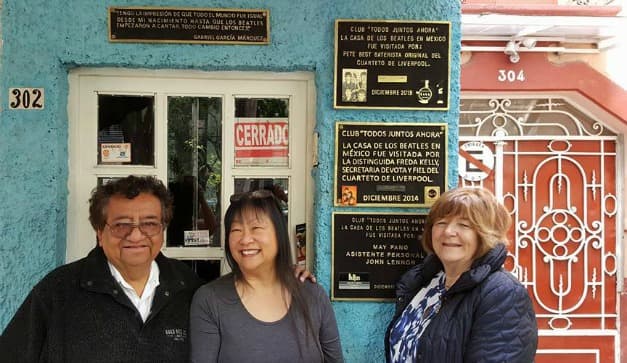 "TENGO LA IMPRESIÓN DE QUE TODO EL MUNDO FUE IGUAL
DESDE MI NACIMIENTO HASTA QUE LOS BEATLES
EMPEZARON A CANTAR, TODO CAMBIÓ ENTONCES"
GABRIEL GARCÍA MÁRQUEZ
302
CERRADO
CLUB "TODOS JUNTOS AHORA"
LA CASA DE LOS BEATLES EN MÉXICO
FUE VISITADA POR:
PETE BEST BATERISTA ORIGINAL DEL
CUARTETO DE LIVERPOOL.
DICIEMBRE 2019
CLUB "TODOS JUNTOS AHORA"
LA CASA DE LOS BEATLES EN
MÉXICO FUE VISITADA POR
LA DISTINGUIDA FREDA KELLY,
SECRETARIA DEVOTA Y FIEL DEL
CUARTETO DE LIVERPOOL.
DICIEMBRE 2014
CLUB "TODOS JUNTOS AHORA"
LA CASA DE LOS BEATLES EN MÉXICO
FUE VISITADA POR:
MAY PANG
ASISTENTE PERSONAL
JOHN LENNON
DICIEMBRE
304
E